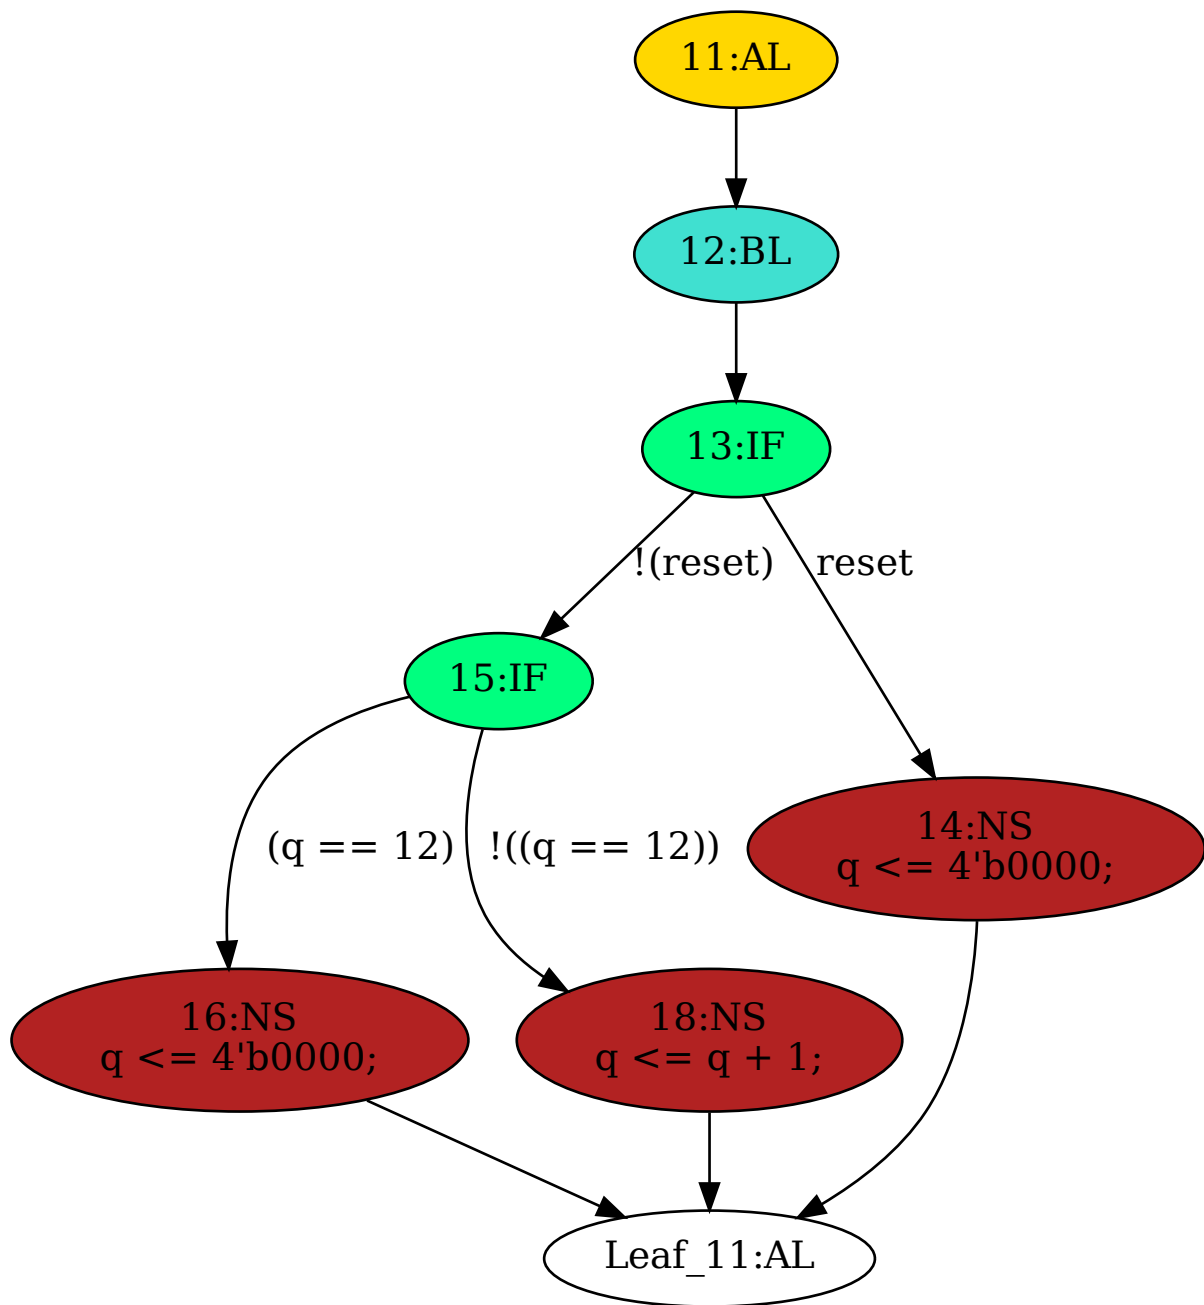 11:AL
12:BL
13:IF
!(reset)
reset
15:IF
(q == 12)
!((q == 12))
14:NS
q <= 4'b0000;
16:NS
q <= 4'b0000;
18:NS
q <= q + 1;
Leaf_11:AL